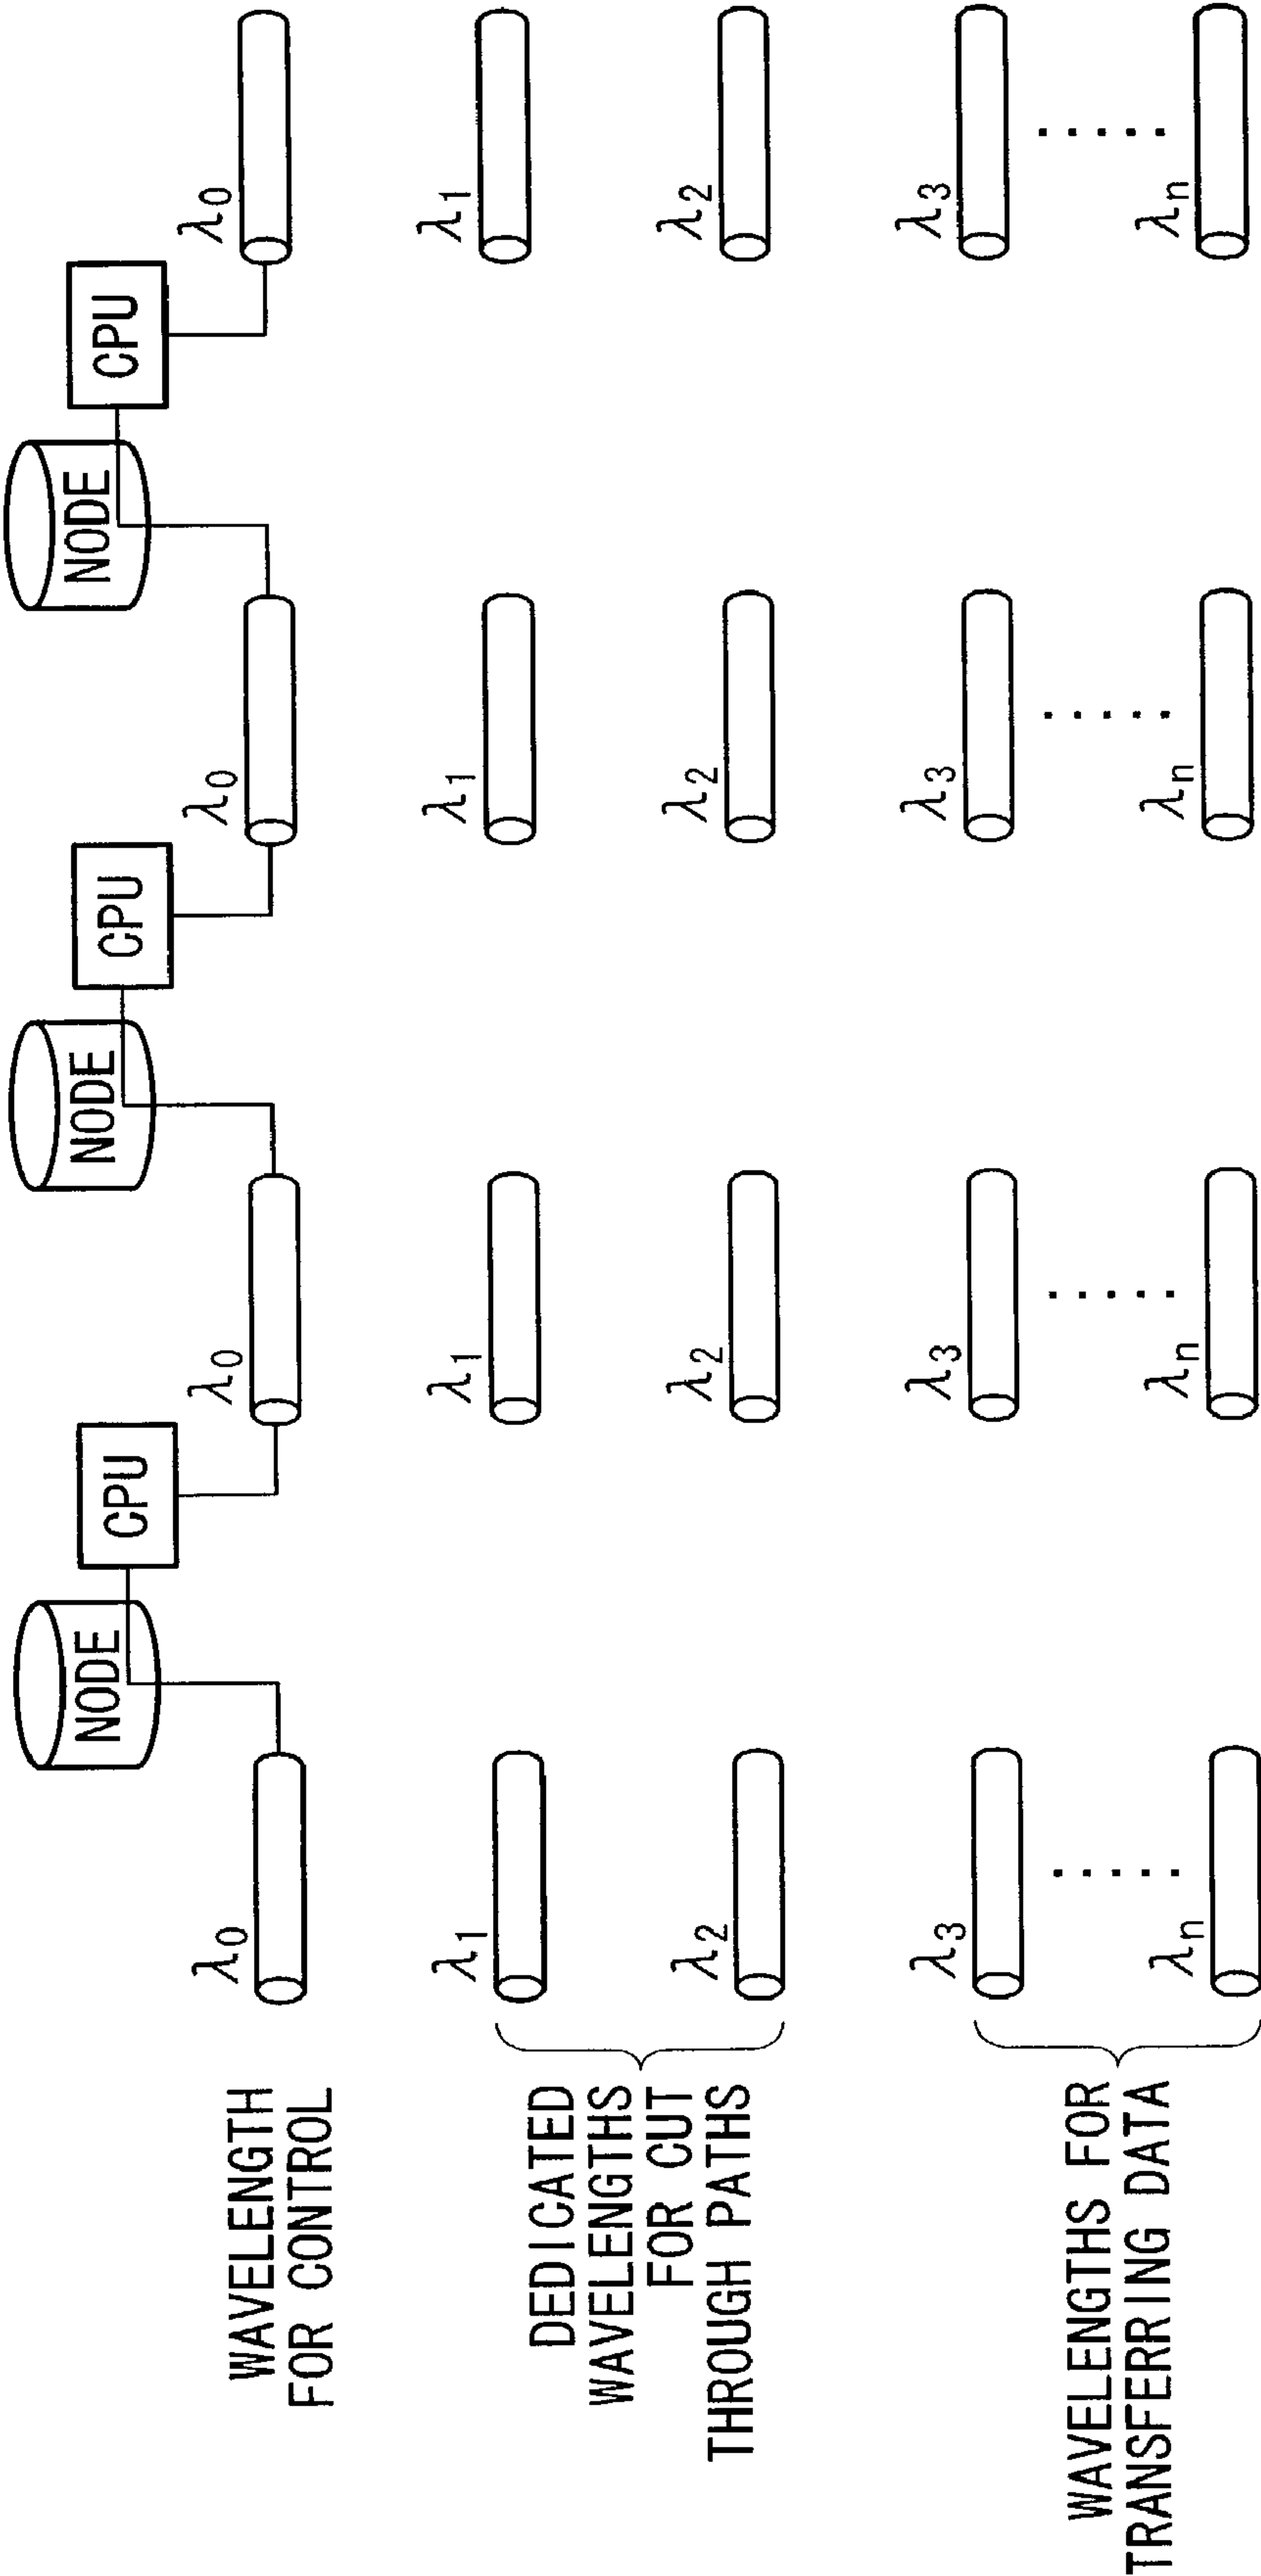 NODE CPU NODE CPU NODE CPU
WAVELENGTH
FOR CONTROL
λ0 λ0 λ0 λ0
DEDICATED
WAVELENGTHS
FOR CUT
THROUGH PATHS
λ1 λ1 λ1 λ1
λ2 λ2 λ2 λ2
WAVELENGTHS FOR
TRANSFERRING DATA
λ3 λ3 λ3 λ3
λn λn λn λn